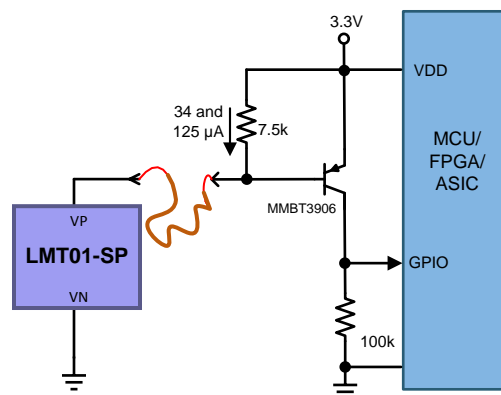 3.3V
VDD
34 and
125 µA
7.5k
MCU/
FPGA/
ASIC
MMBT3906
VP
LMT01-SP
VN
GPIO
100k